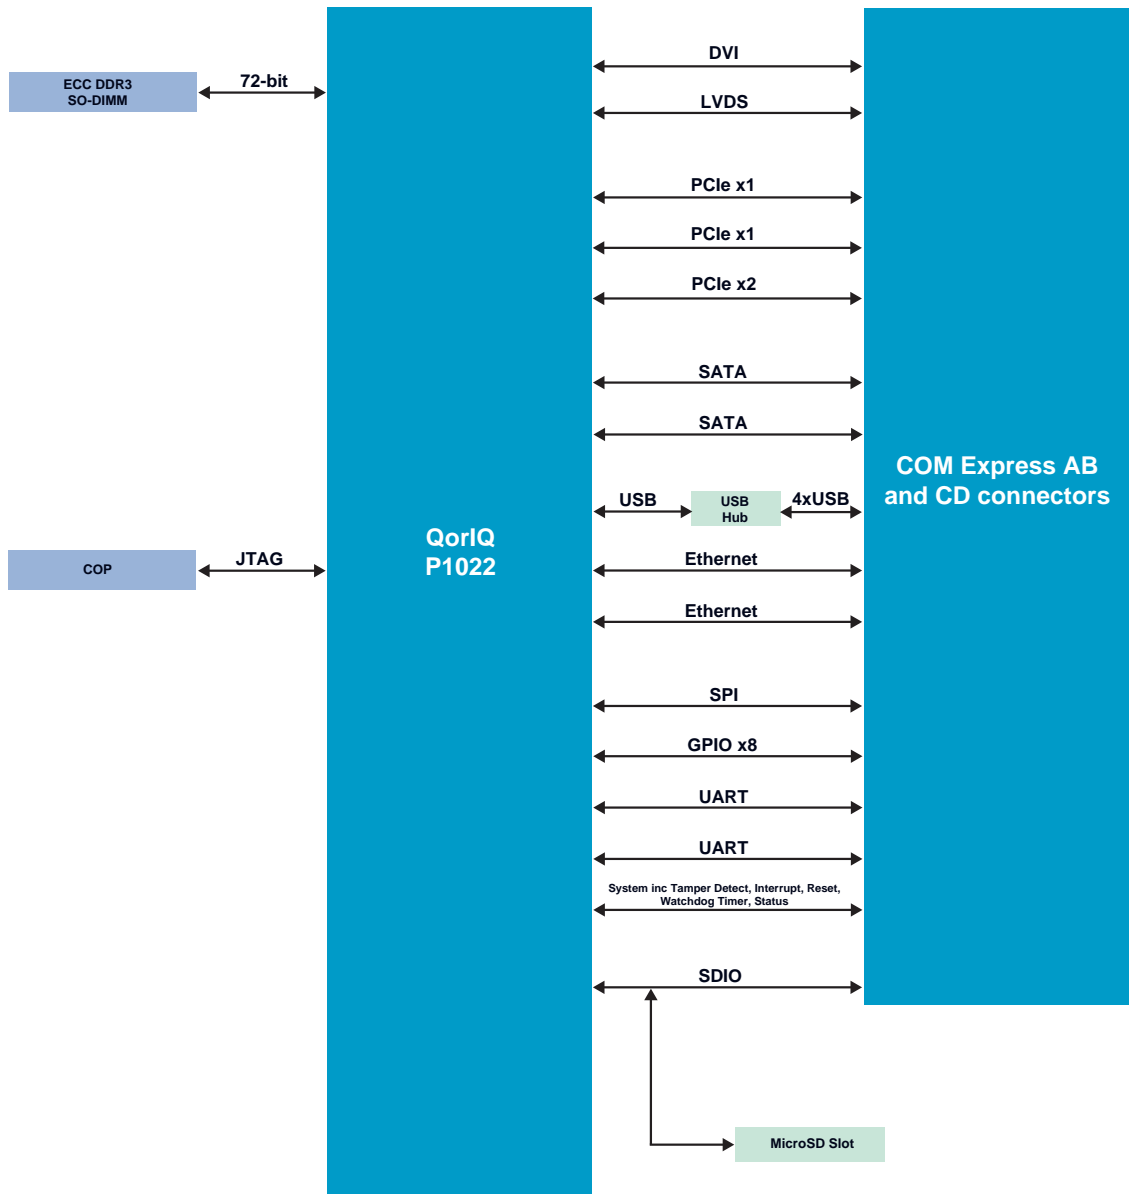 ECC DDR3
SO-DIMM
72-bit
COP
JTAG
QorIQ
P1022
DVI
LVDS
PCIe x1
PCIe x1
PCIe x2
SATA
SATA
USB
USB
Hub
4xUSB
Ethernet
Ethernet
SPI
GPIO x8
UART
UART
System inc Tamper Detect, Interrupt, Reset,
Watchdog Timer, Status
SDIO
MicroSD Slot
COM Express AB
and CD connectors